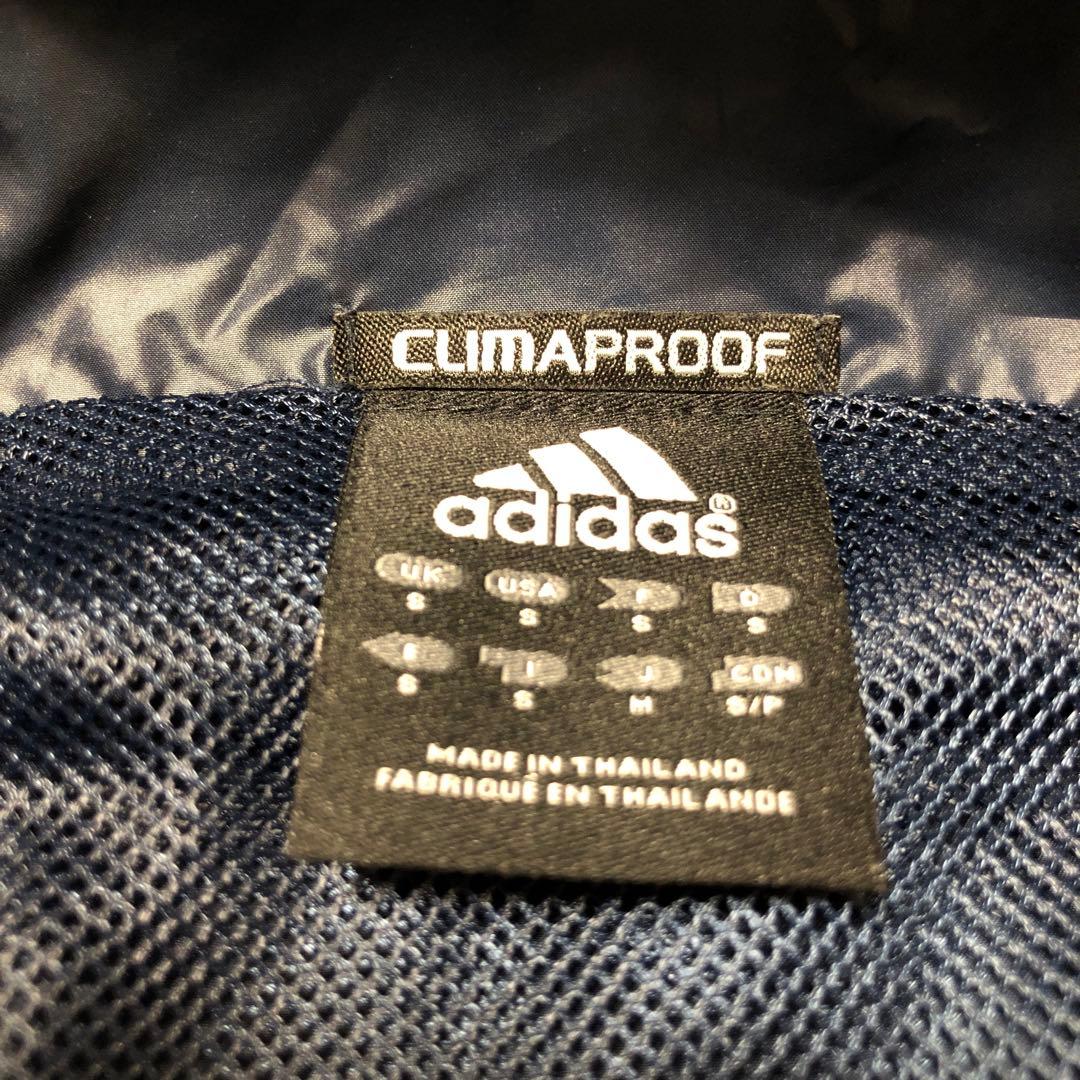 CLIMAPROOF
adidas®
UK USA F D
S S S S
E I J CDN
S S M S/P
MADE IN THAILAND
FABRIQUÉ EN THAILANDE